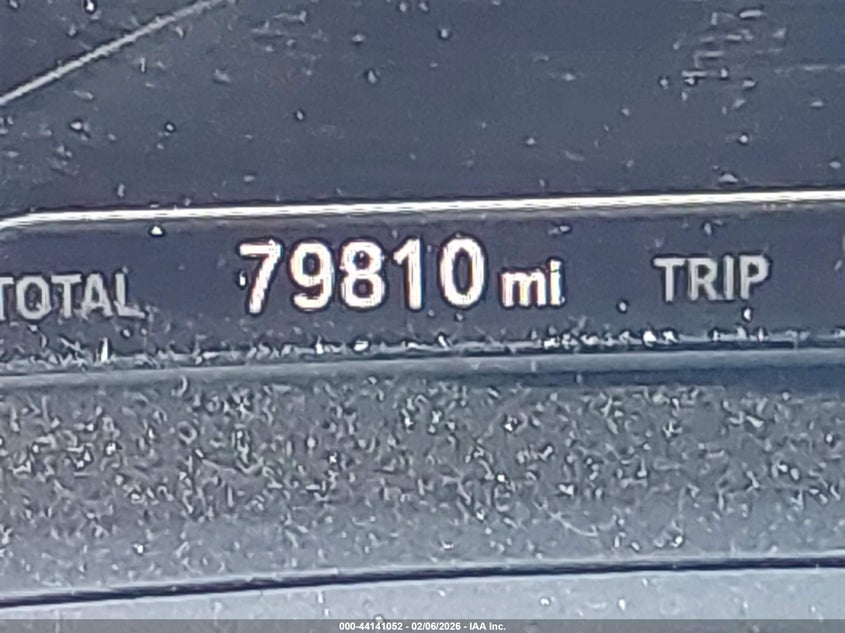 TOTAL 79810 mi TRIP
000-44141052 - 02/06/2026 - IAA Inc.